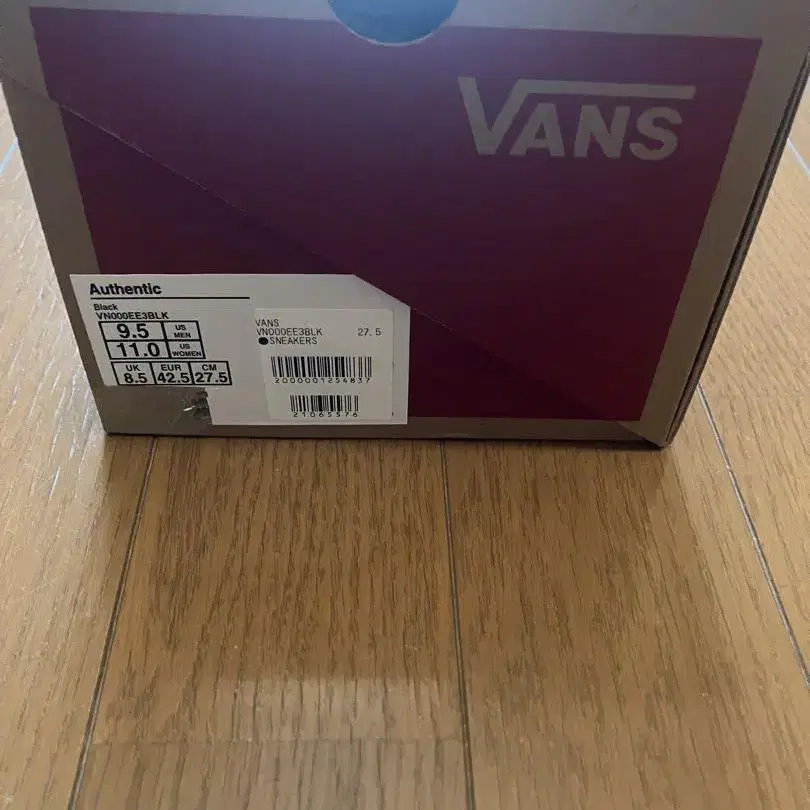 VANS
Authentic
Black
VN000EE3BLK
9.5 US MEN
11.0 US WOMEN
UK EUR CM
8.5 42.5 27.5
VANS
VN000EE3BLK 27.5
●SNEAKERS
2000001254837
21065576